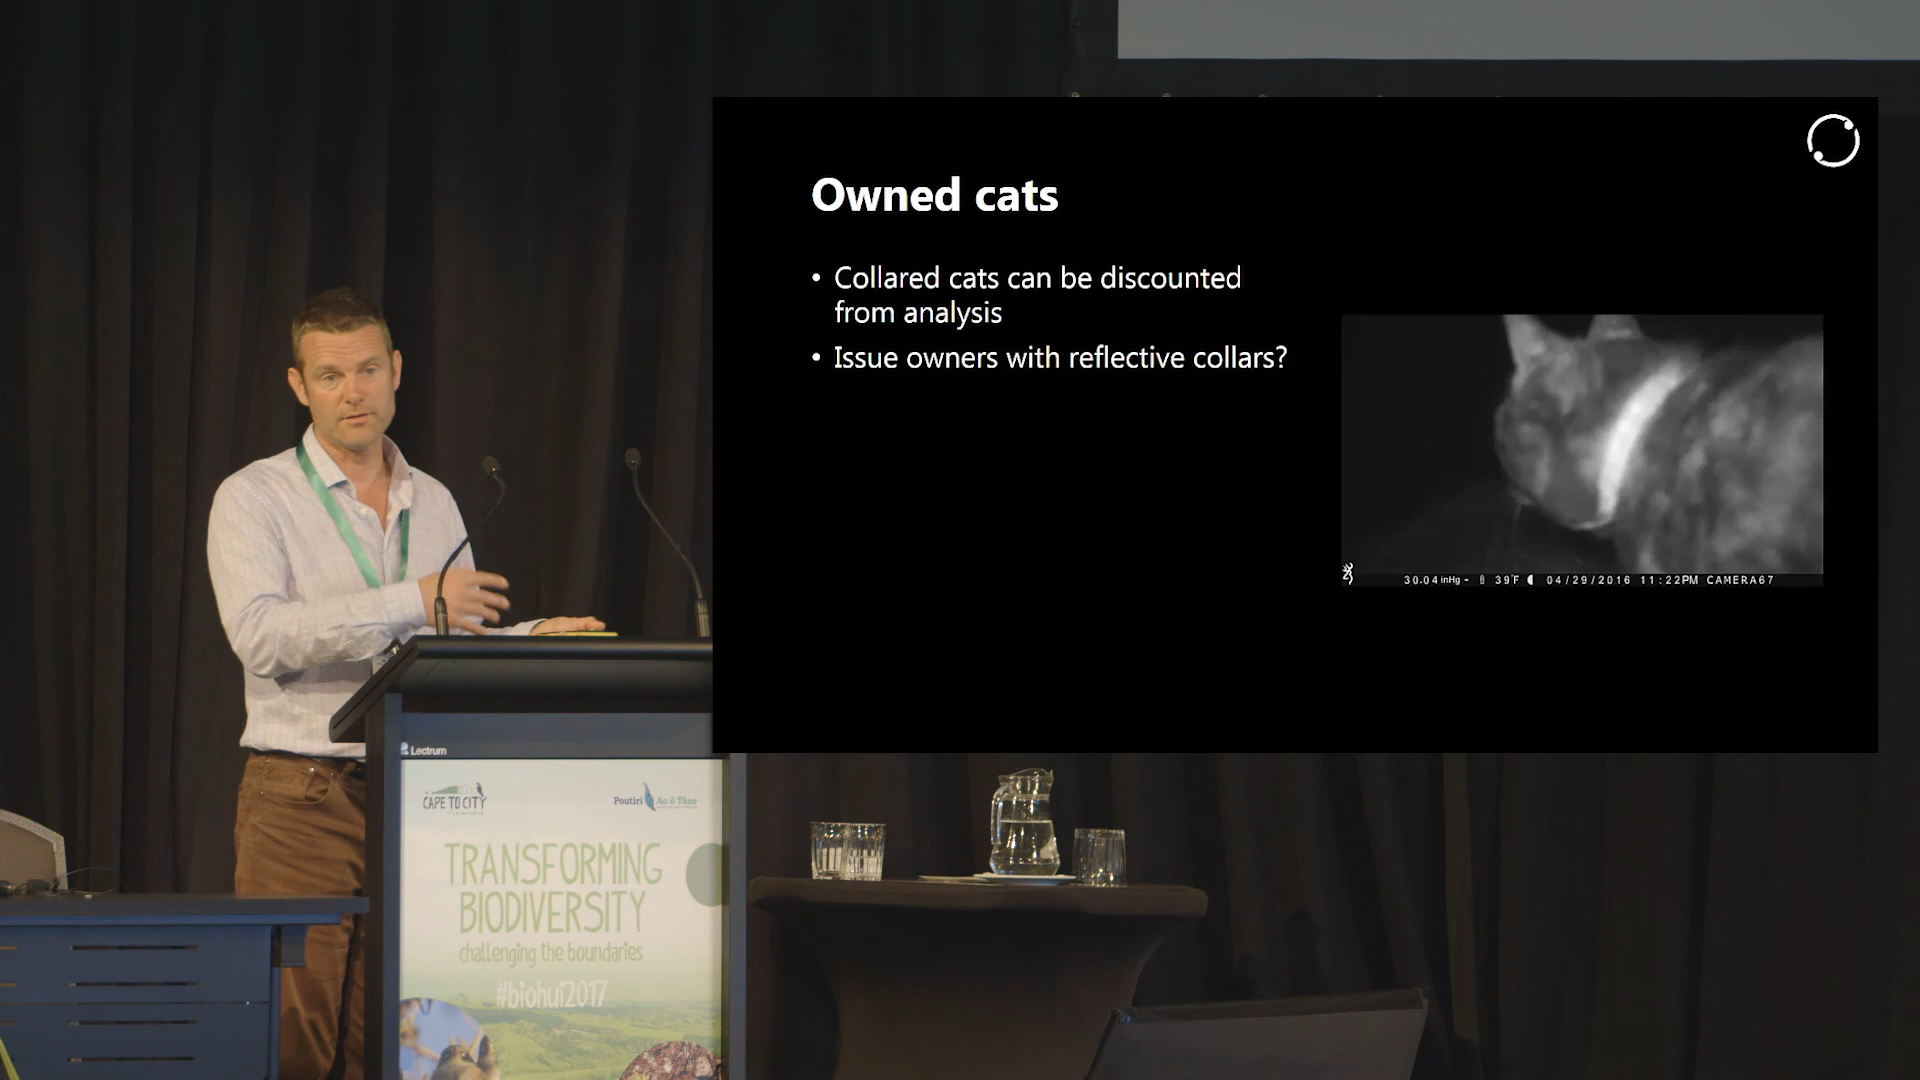 Owned cats
• Collared cats can be discounted
from analysis
• Issue owners with reflective collars?
30.04 inHg - 39°F 04/29/2016 11:22PM CAMERA67
Lectrum
CAPE TO CITY
Poutiri Ao ō Tāne
TRANSFORMING
BIODIVERSITY
challenging the boundaries
#biohui2017